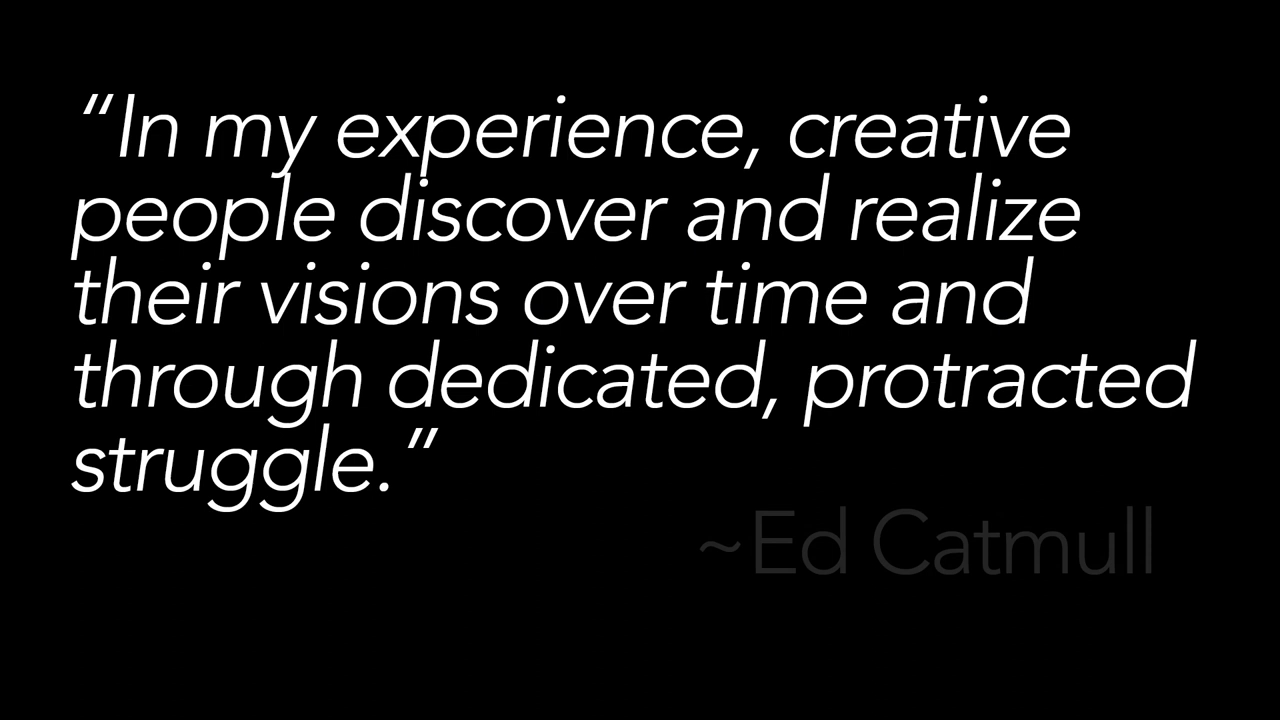 “In my experience, creative
people discover and realize
their visions over time and
through dedicated, protracted
struggle.”
~Ed Catmull